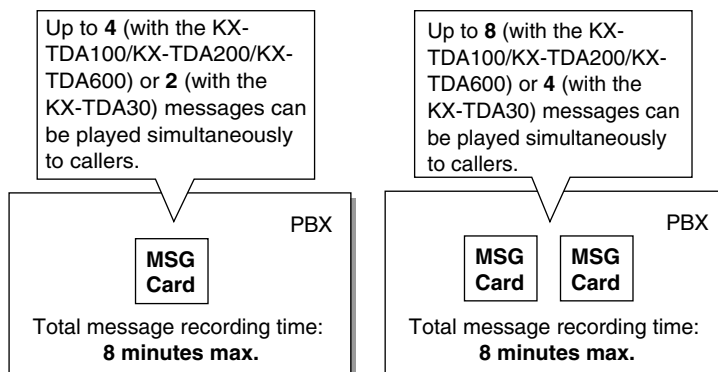 Up to 4 (with the KX-
TDA100/KX-TDA200/KX-
TDA600) or 2 (with the
KX-TDA30) messages can
be played simultaneously
to callers.
PBX
MSG
Card
Total message recording time:
8 minutes max.
Up to 8 (with the KX-
TDA100/KX-TDA200/KX-
TDA600) or 4 (with the
KX-TDA30) messages can
be played simultaneously
to callers.
PBX
MSG
Card
MSG
Card
Total message recording time:
8 minutes max.